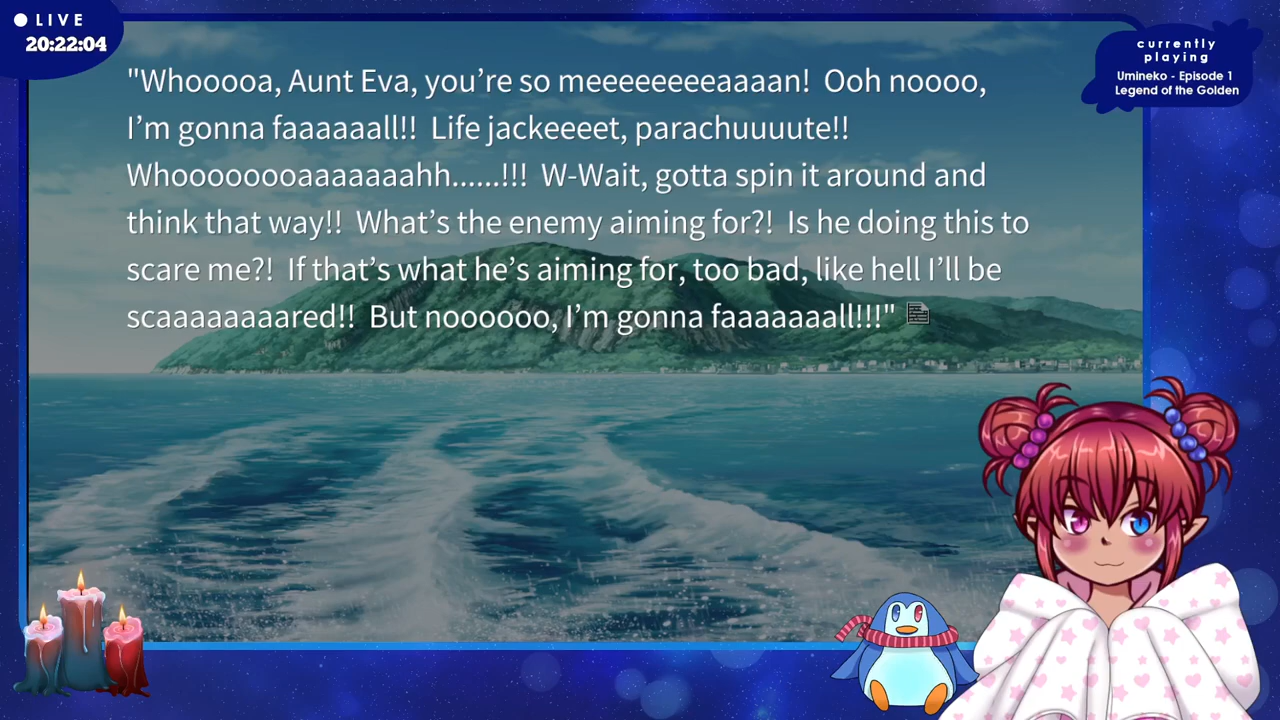 LIVE
20:22:04
currently
playing
Umineko - Episode 1
Legend of the Golden
"Whooooa, Aunt Eva, you’re so meeeeeeeeaaaan!  Ooh noooo,
I’m gonna faaaaaall!!  Life jackeeeet, parachuuuute!!
Whoooooooaaaaaaahh......!!!  W-Wait, gotta spin it around and
think that way!!  What’s the enemy aiming for?!  Is he doing this to
scare me?!  If that’s what he’s aiming for, too bad, like hell I’ll be
scaaaaaaaared!!  But noooooo, I’m gonna faaaaaaall!!!"